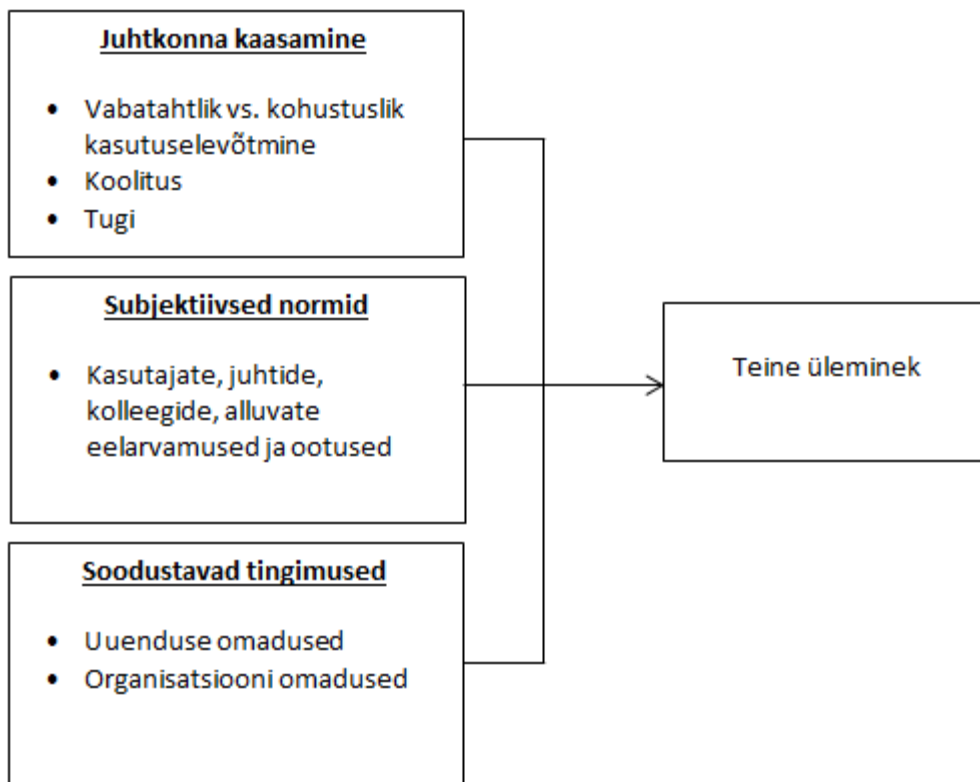 Juhtkonna kaasamine
• Vabatahtlik vs. kohustuslik
kasutuselevõtmine
• Koolitus
• Tugi
Subjektiivsed normid
• Kasutajate, juhtide,
kolleegide, alluvate
eelarvamused ja ootused
Teine üleminek
Soodustavad tingimused
• Uuenduse omadused
• Organisatsiooni omadused